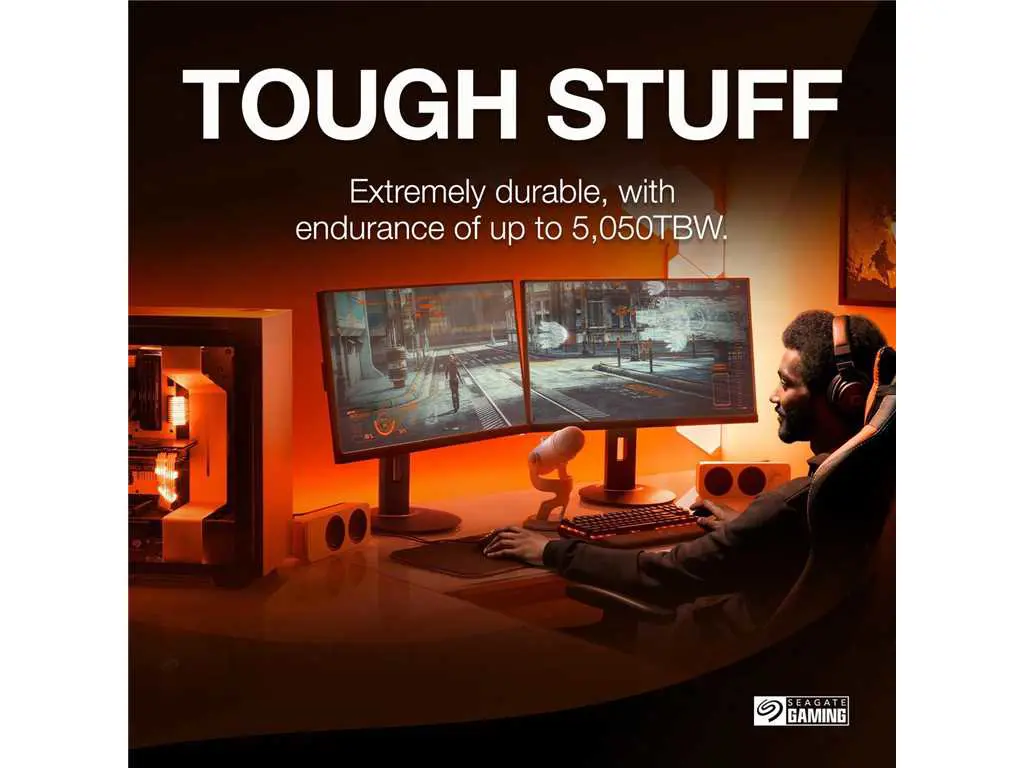 TOUGH STUFF
Extremely durable, with
endurance of up to 5,050TBW.
SEAGATE
GAMING